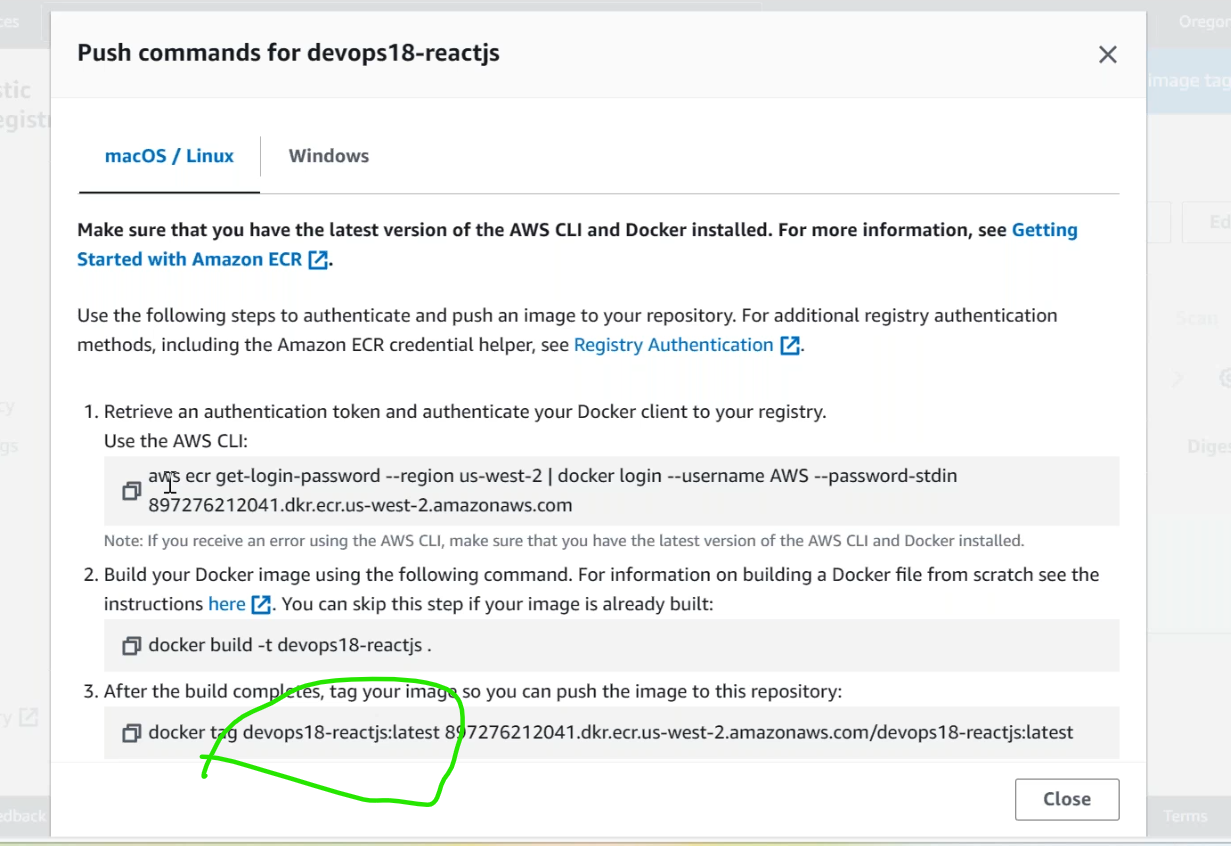 Push commands for devops18-reactjs
macOS / Linux
Windows
Make sure that you have the latest version of the AWS CLI and Docker installed. For more information, see Getting
Started with Amazon ECR.
Use the following steps to authenticate and push an image to your repository. For additional registry authentication
methods, including the Amazon ECR credential helper, see Registry Authentication.
1. Retrieve an authentication token and authenticate your Docker client to your registry.
Use the AWS CLI:
aws ecr get-login-password --region us-west-2 | docker login --username AWS --password-stdin
897276212041.dkr.ecr.us-west-2.amazonaws.com
Note: If you receive an error using the AWS CLI, make sure that you have the latest version of the AWS CLI and Docker installed.
2. Build your Docker image using the following command. For information on building a Docker file from scratch see the
instructions here. You can skip this step if your image is already built:
docker build -t devops18-reactjs .
3. After the build completes, tag your image so you can push the image to this repository:
docker tag devops18-reactjs:latest 897276212041.dkr.ecr.us-west-2.amazonaws.com/devops18-reactjs:latest
Close
image tag
Scan
Terms